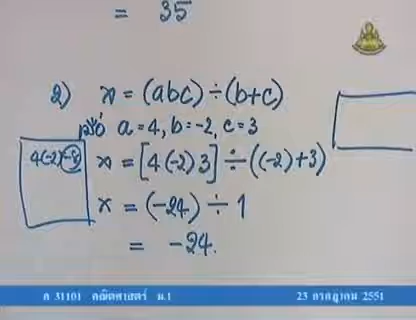 = 35
2) x = (abc) ÷ (b+c)
เมื่อ a = 4, b = -2, c = 3
4(-2) -8
x = [4(-2)3] ÷ ((-2)+3)
x = (-24) ÷ 1
= -24.
ค 31101 คณิตศาสตร์ ม.1
23 กรกฎาคม 2551